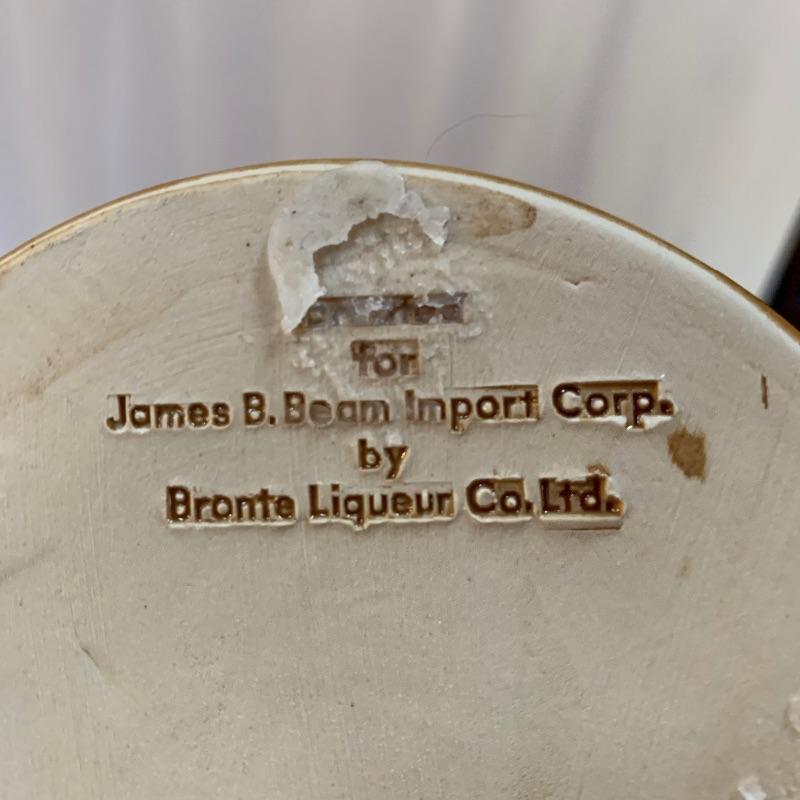 for
James B. Beam Import Corp.
by
Bronte Liqueur Co. Ltd.